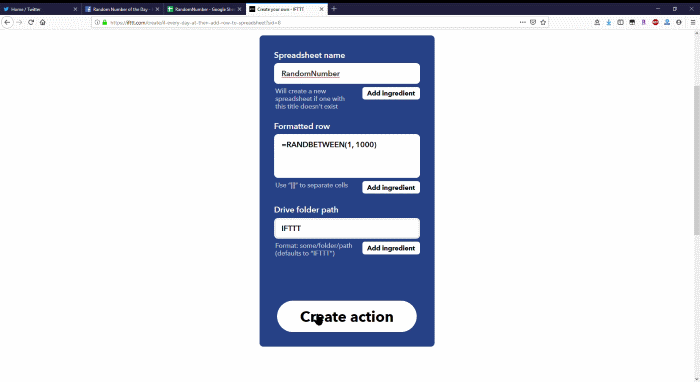 Home / Twitter
Random Number of the Day -
RandomNumber - Google St
Create your own - IFTTT
https://ifttt.com/create/if-every-day-at-then-add-row-to-spreadsheet?sid=8
Spreadsheet name
RandomNumber
Will create a new
spreadsheet if one with
this title doesn't exist
Add ingredient
Formatted row
=RANDBETWEEN(1, 1000)
Use "|||" to separate cells
Add ingredient
Drive folder path
IFTTT
Format: some/folder/path
(defaults to "IFTTT")
Add ingredient
Create action